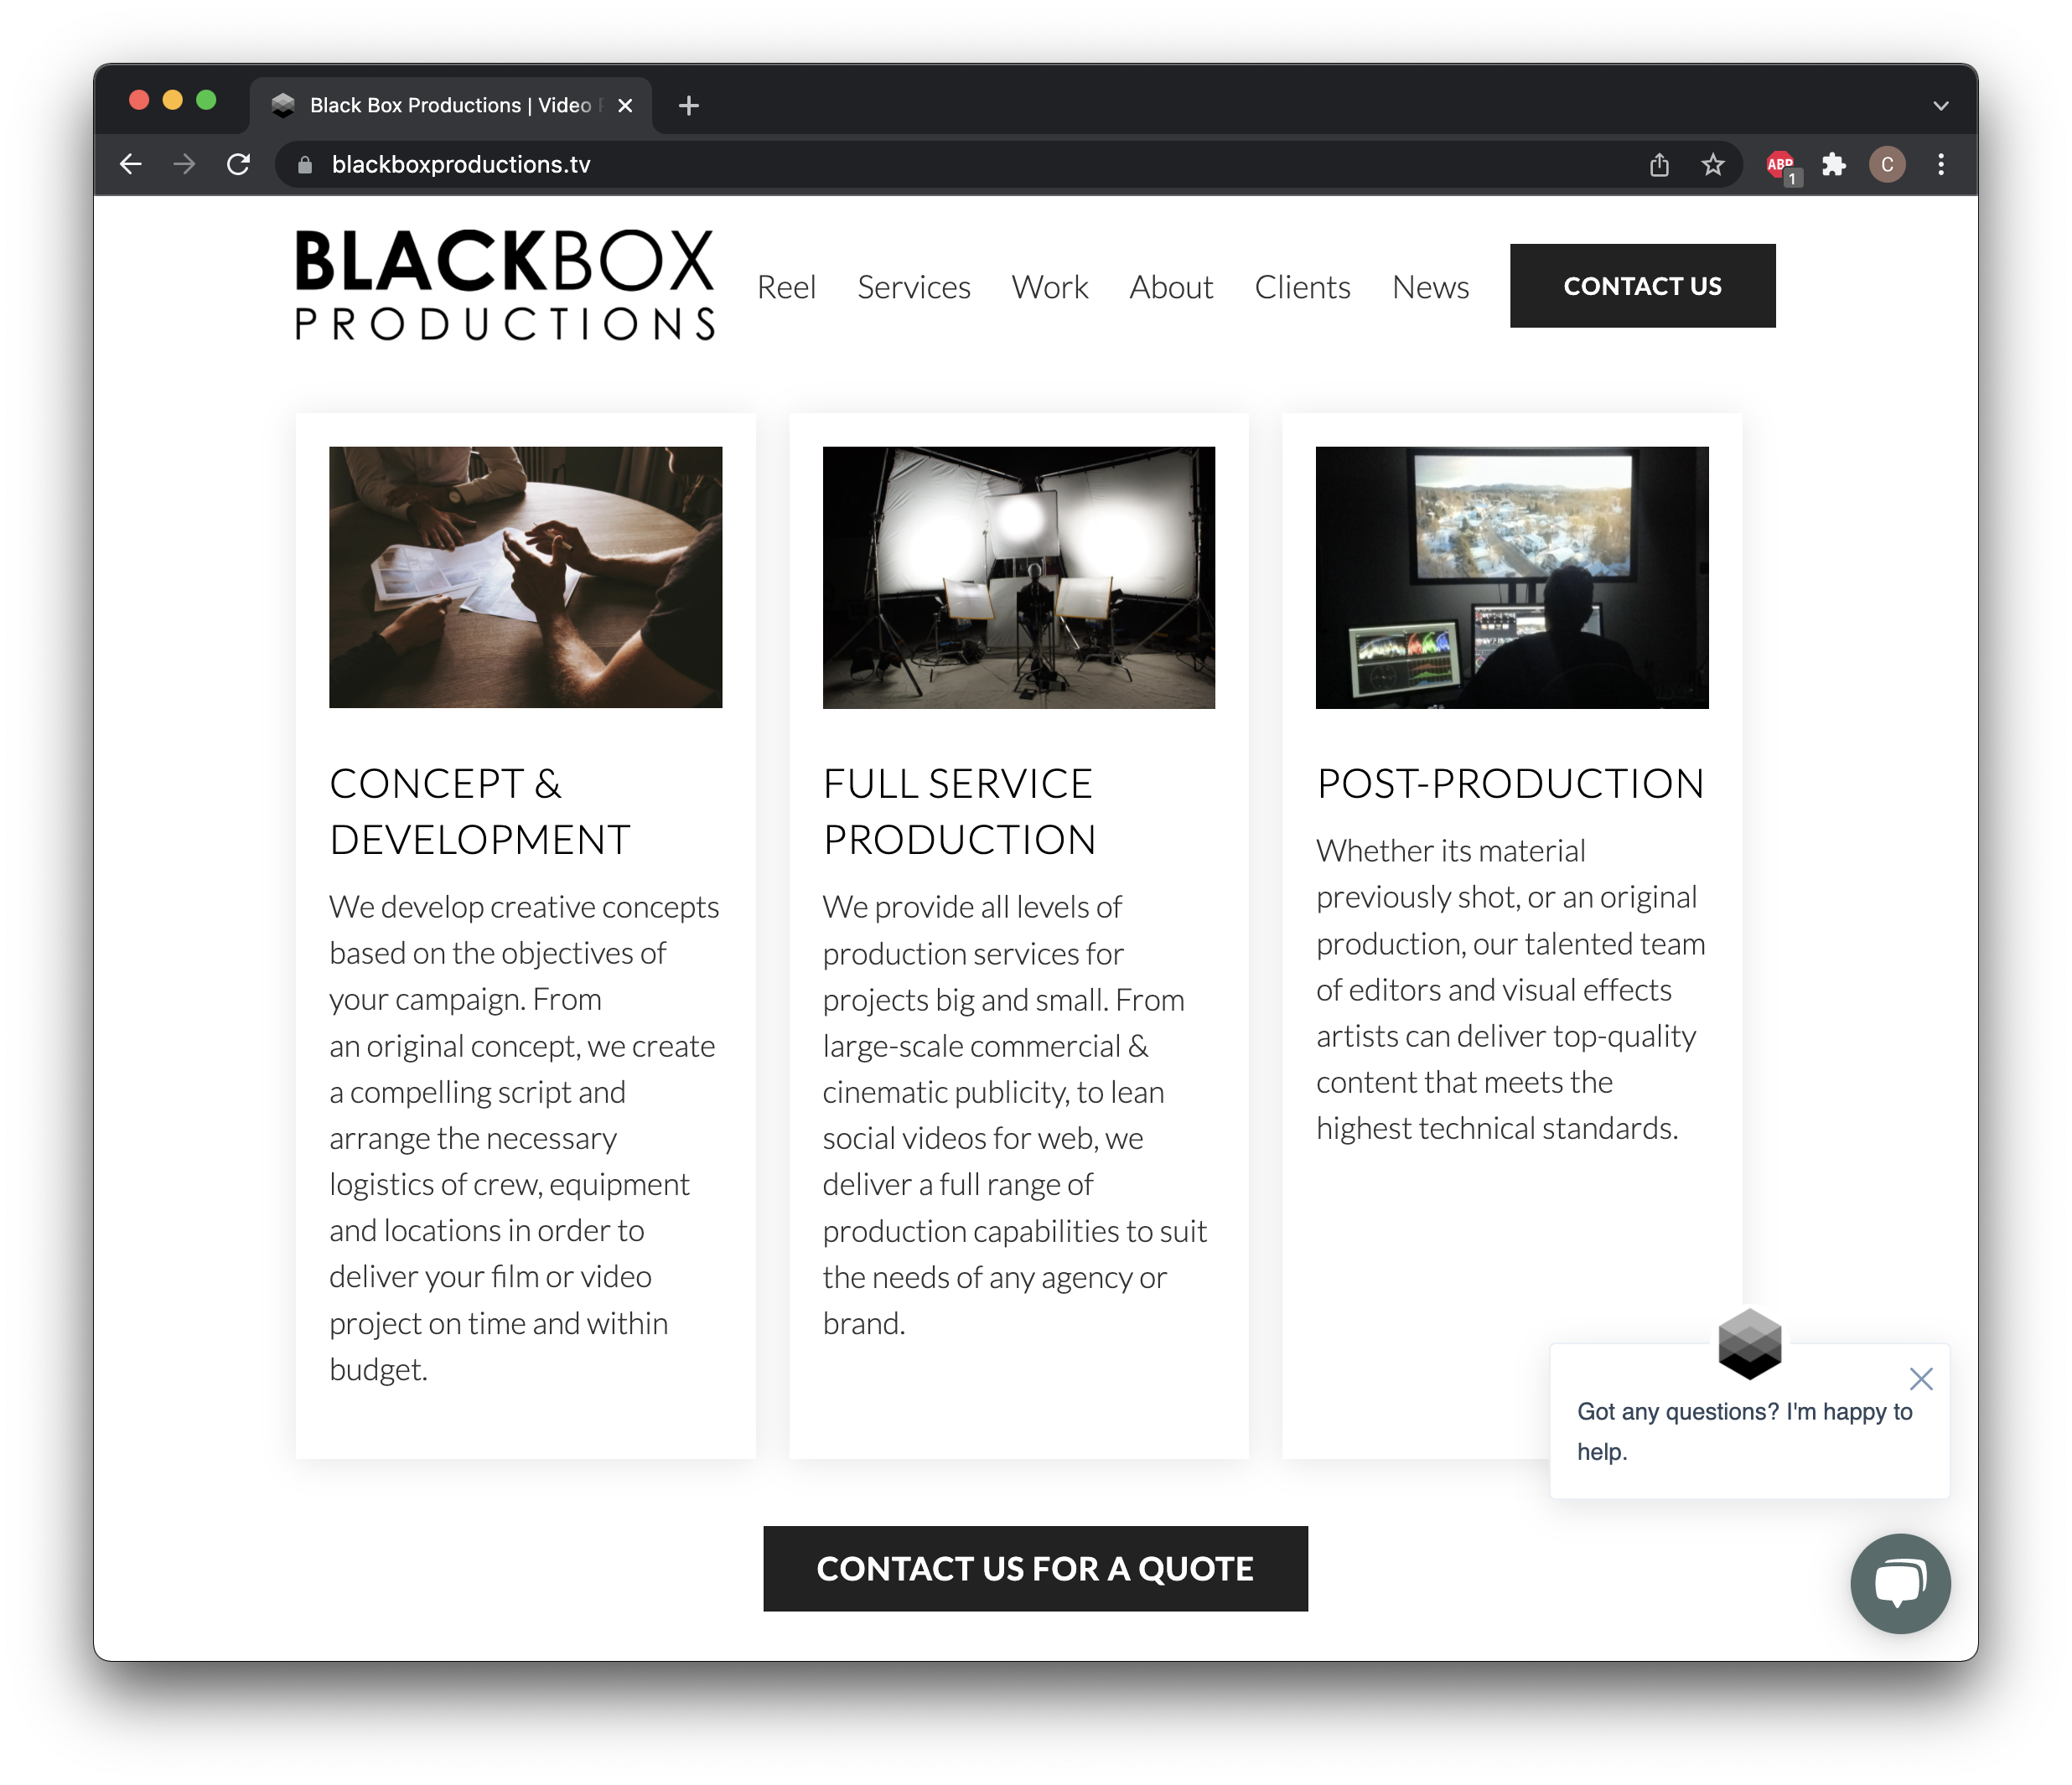 Black Box Productions | Video
blackboxproductions.tv
ABP
1
C
BLACKBOX
PRODUCTIONS
Reel Services Work About Clients News CONTACT US
CONCEPT &
DEVELOPMENT
We develop creative concepts
based on the objectives of
your campaign. From
an original concept, we create
a compelling script and
arrange the necessary
logistics of crew, equipment
and locations in order to
deliver your film or video
project on time and within
budget.
FULL SERVICE
PRODUCTION
We provide all levels of
production services for
projects big and small. From
large-scale commercial &
cinematic publicity, to lean
social videos for web, we
deliver a full range of
production capabilities to suit
the needs of any agency or
brand.
POST-PRODUCTION
Whether its material
previously shot, or an original
production, our talented team
of editors and visual effects
artists can deliver top-quality
content that meets the
highest technical standards.
Got any questions? I'm happy to
help.
CONTACT US FOR A QUOTE